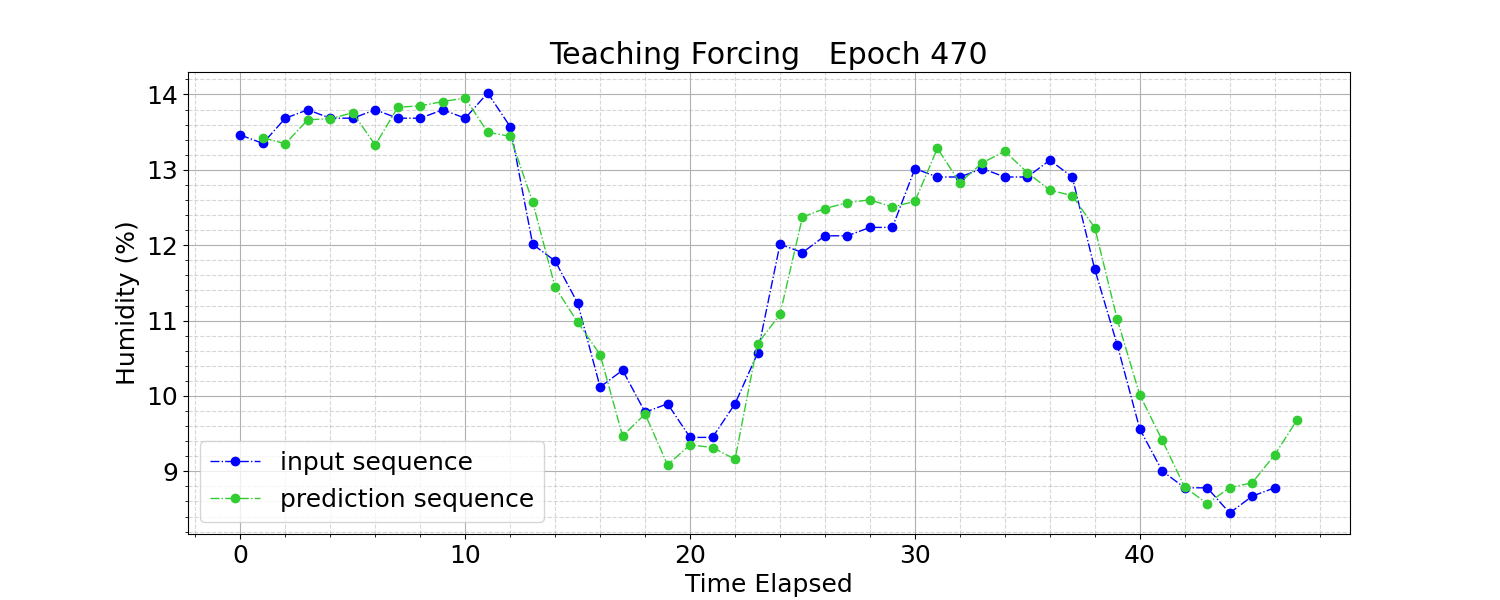 Teaching Forcing   Epoch 470
14
13
12
11
10
9
Humidity (%)
input sequence
prediction sequence
0 10 20 30 40
Time Elapsed